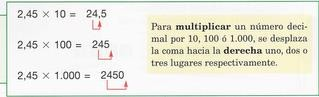 2,45 × 10 = 24,5
2,45 × 100 = 245
2,45 × 1.000 = 2450
Para multiplicar un número deci-
mal por 10, 100 ó 1.000, se desplaza
la coma hacia la derecha uno, dos o
tres lugares respectivamente.